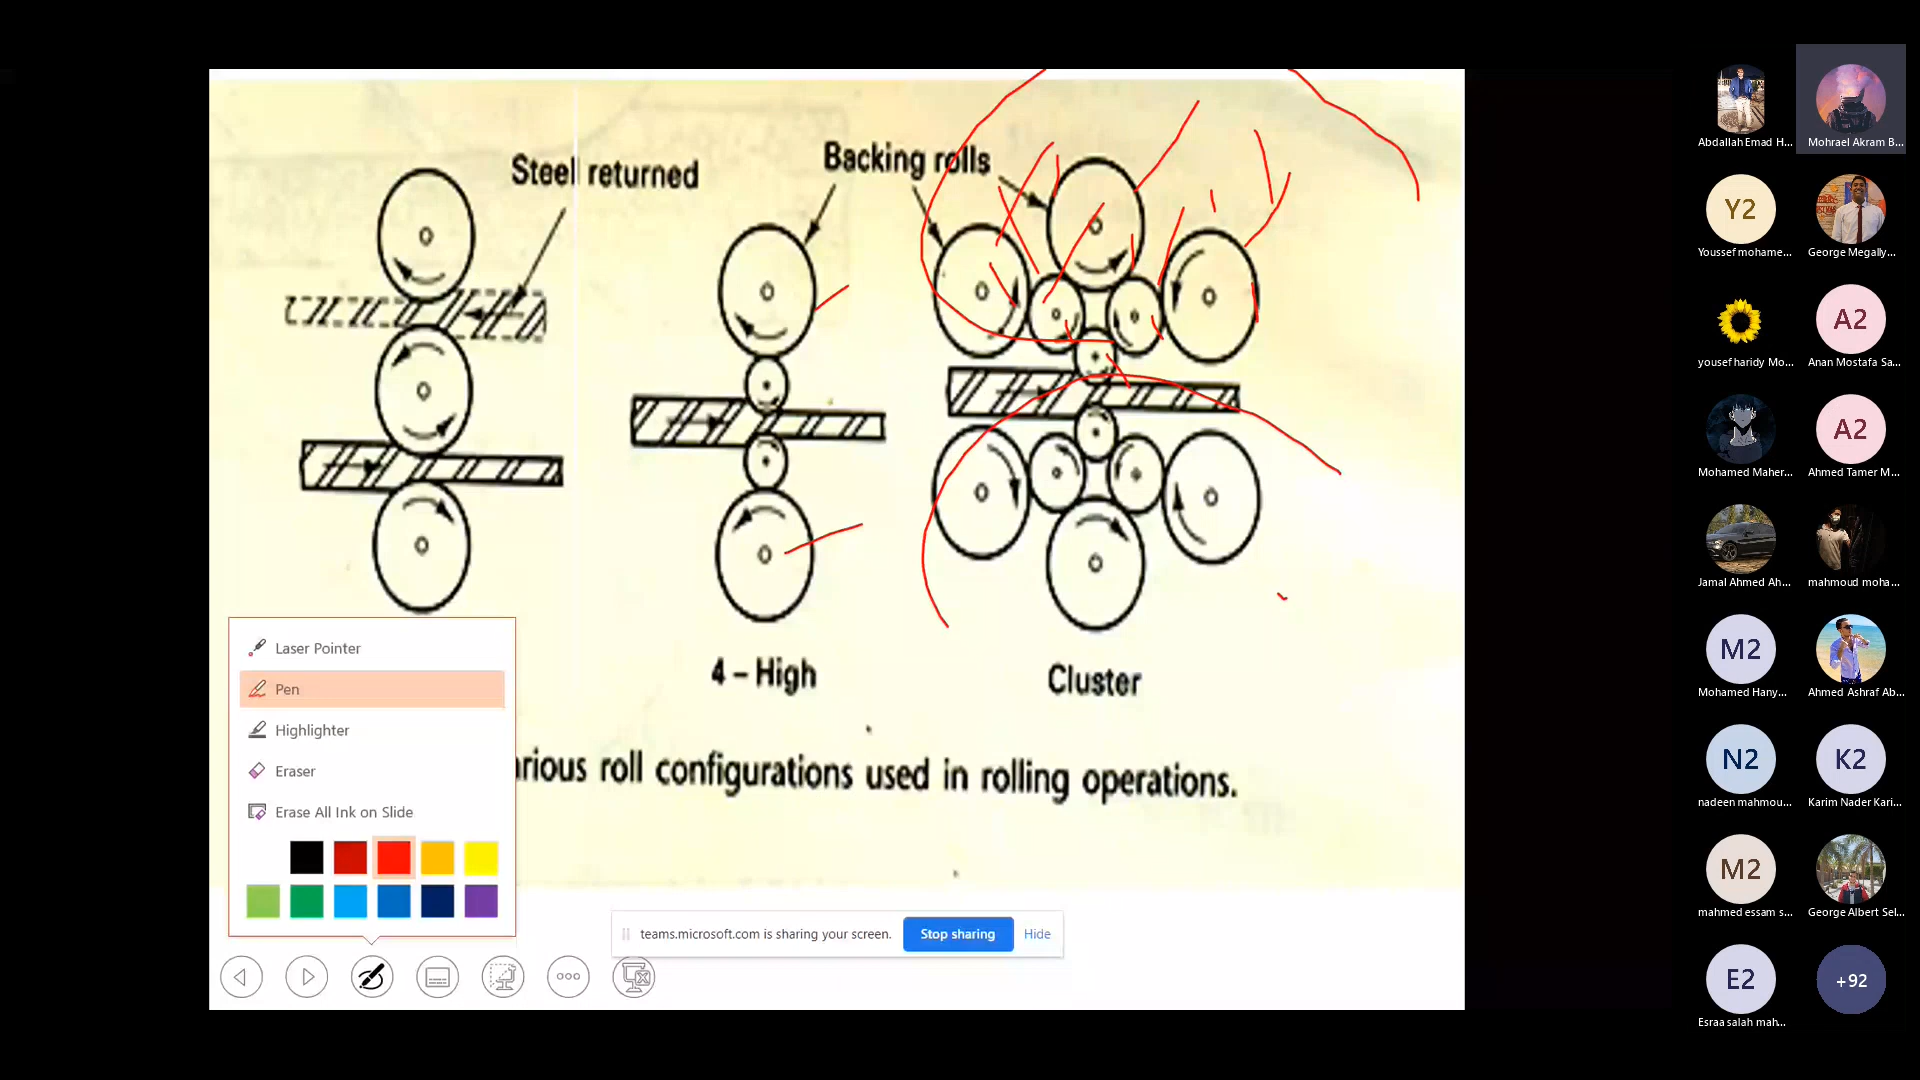 Steel returned
Backing rolls
4 – High
Cluster
arious roll configurations used in rolling operations.
Laser Pointer
Pen
Highlighter
Eraser
Erase All Ink on Slide
teams.microsoft.com is sharing your screen.
Stop sharing
Hide
Abdallah Emad H...
Mohrael Akram B...
Y2
Youssef mohame...
George Megally...
yousef haridy Mo...
A2
Anan Mostafa Sa...
Mohamed Maher...
A2
Ahmed Tamer M...
Jamal Ahmed Ah...
mahmoud moha...
M2
Mohamed Hany...
Ahmed Ashraf Ab...
N2
nadeen mahmou...
K2
Karim Nader Kari...
M2
mahmed essam s...
George Albert Sel...
E2
Esraa salah mah...
+92